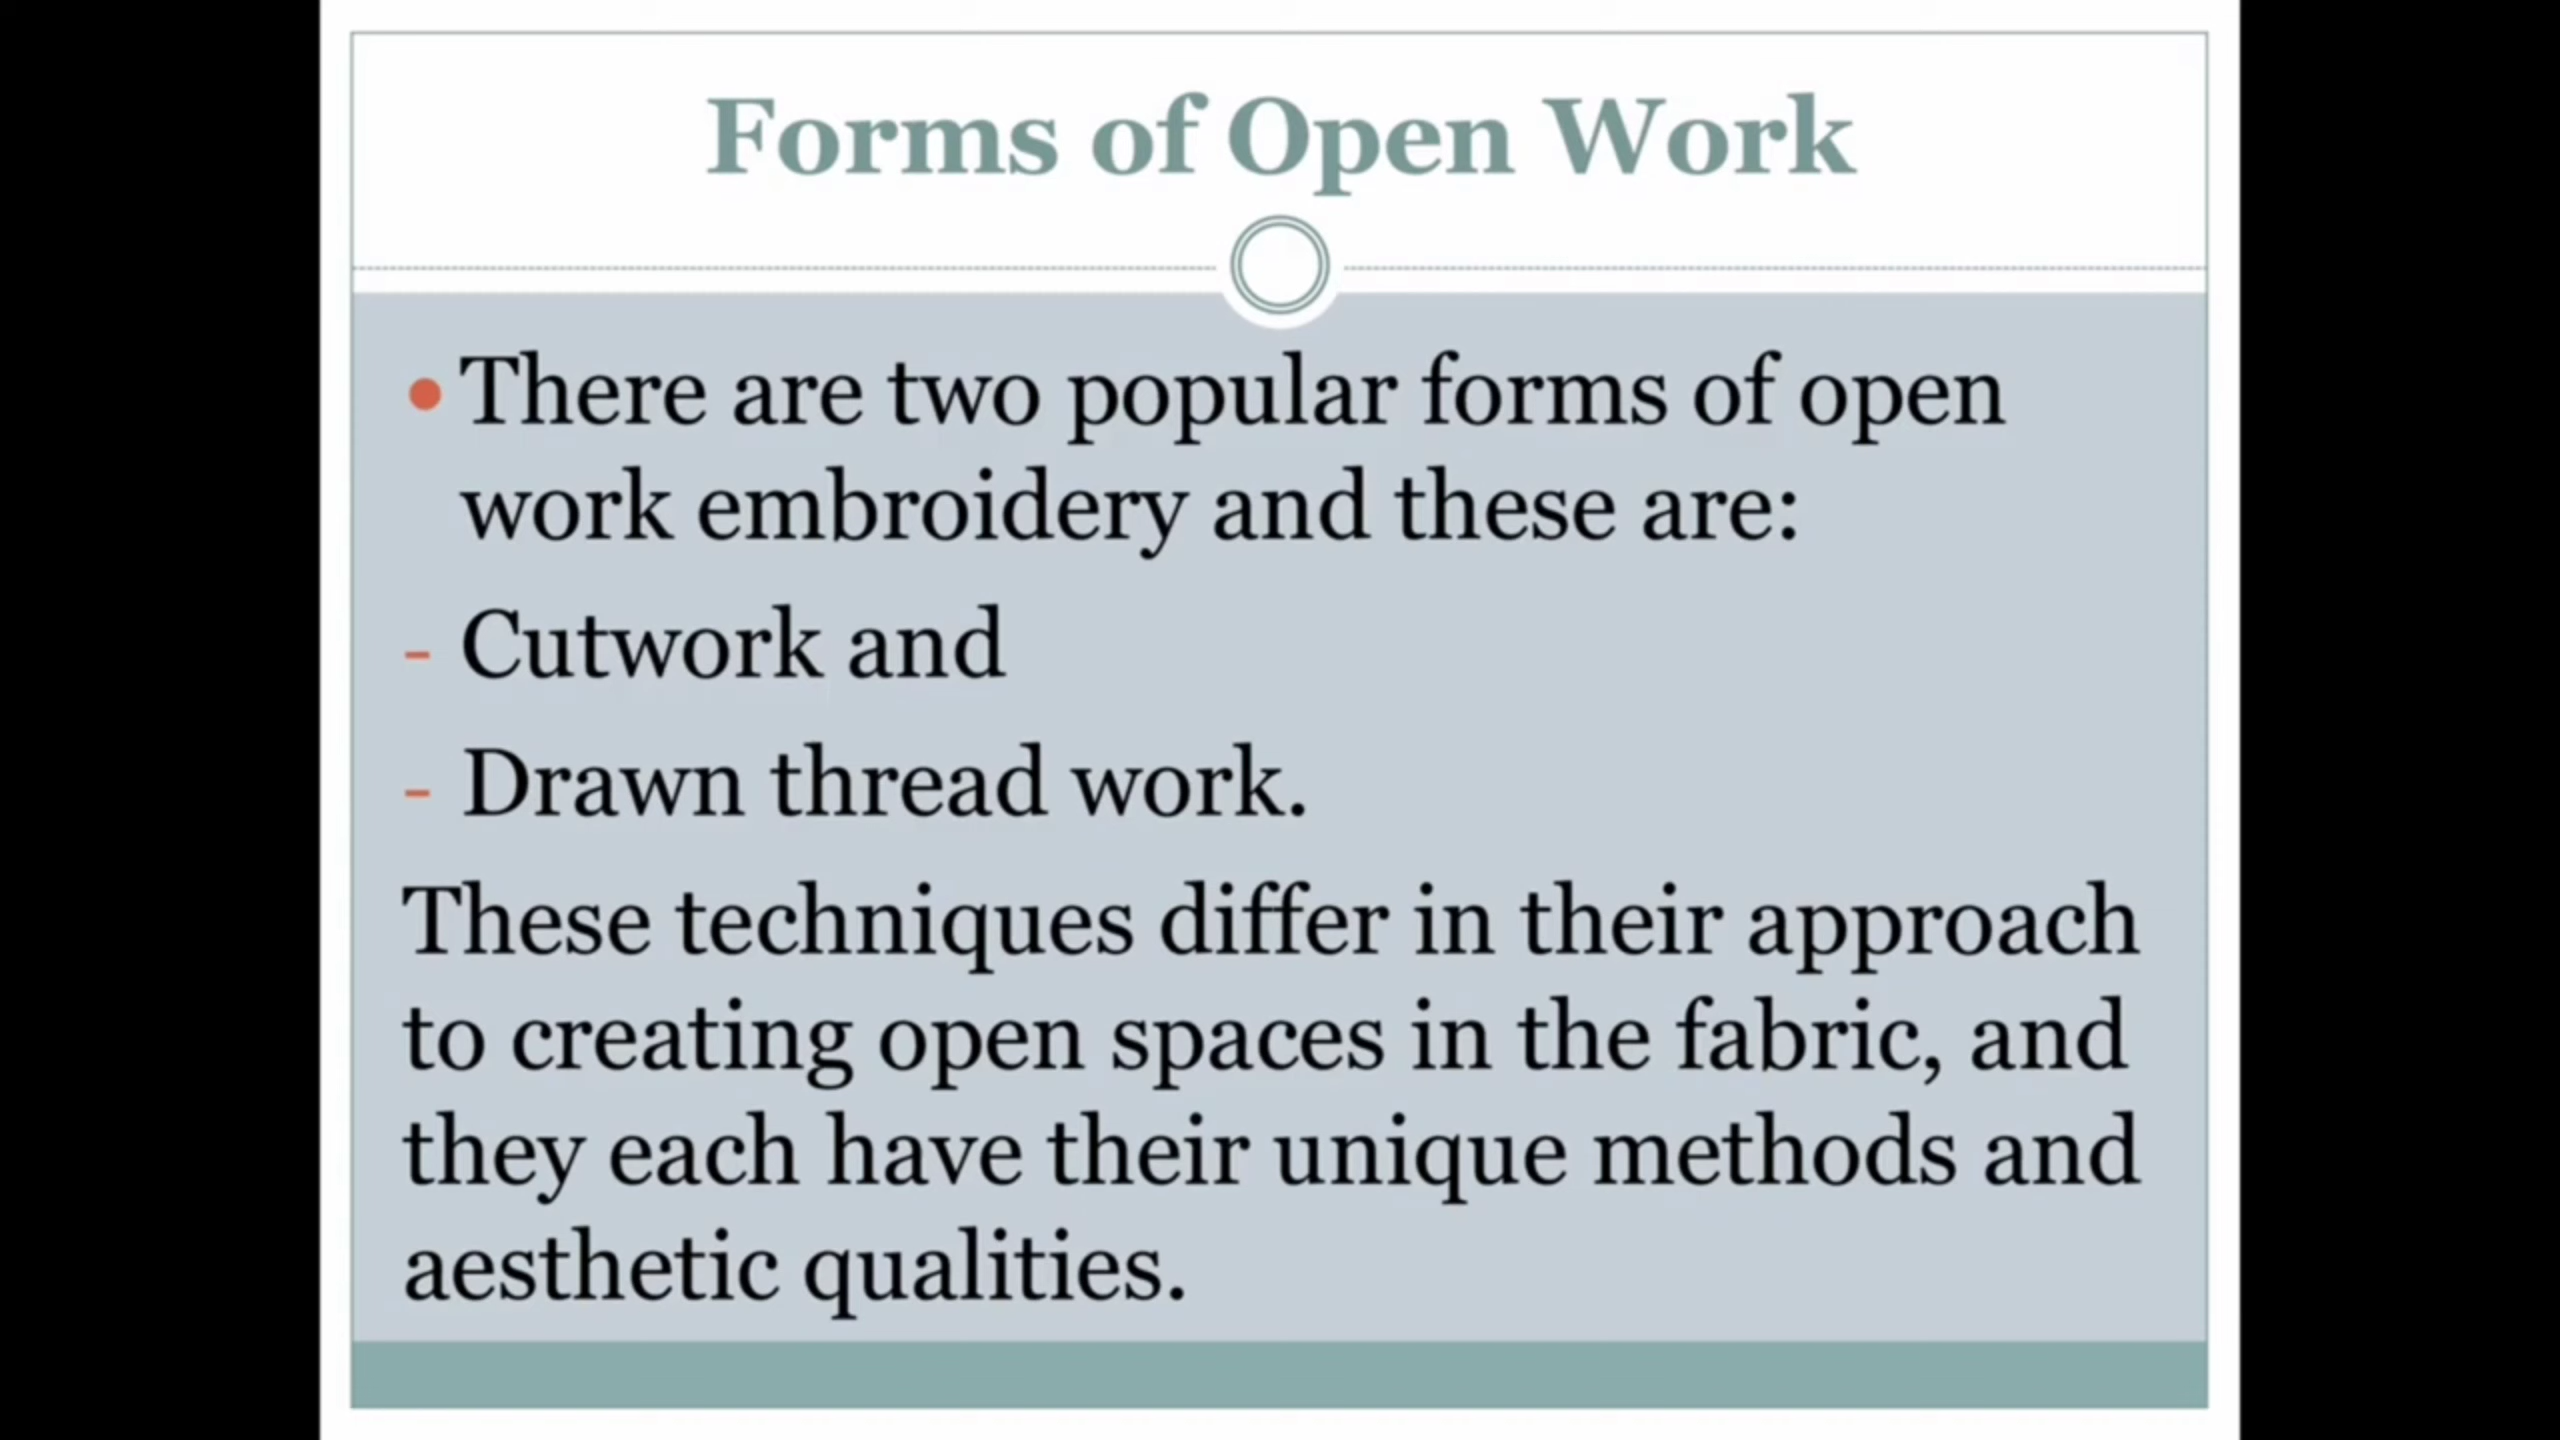 Forms of Open Work
• There are two popular forms of open
work embroidery and these are:
- Cutwork and
- Drawn thread work.
These techniques differ in their approach
to creating open spaces in the fabric, and
they each have their unique methods and
aesthetic qualities.